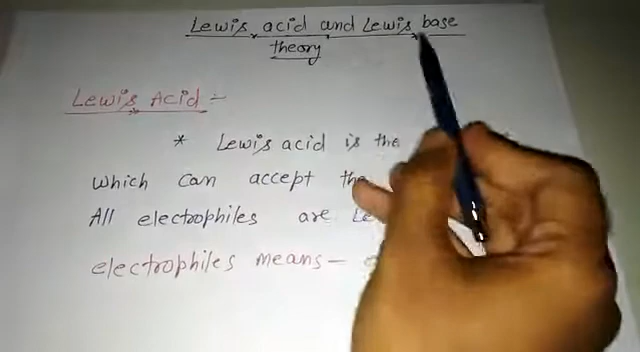 Lewis acid and Lewis base
theory
Lewis Acid :-
* Lewis acid is the
which can accept the
All electrophiles are Le
electrophiles means - e